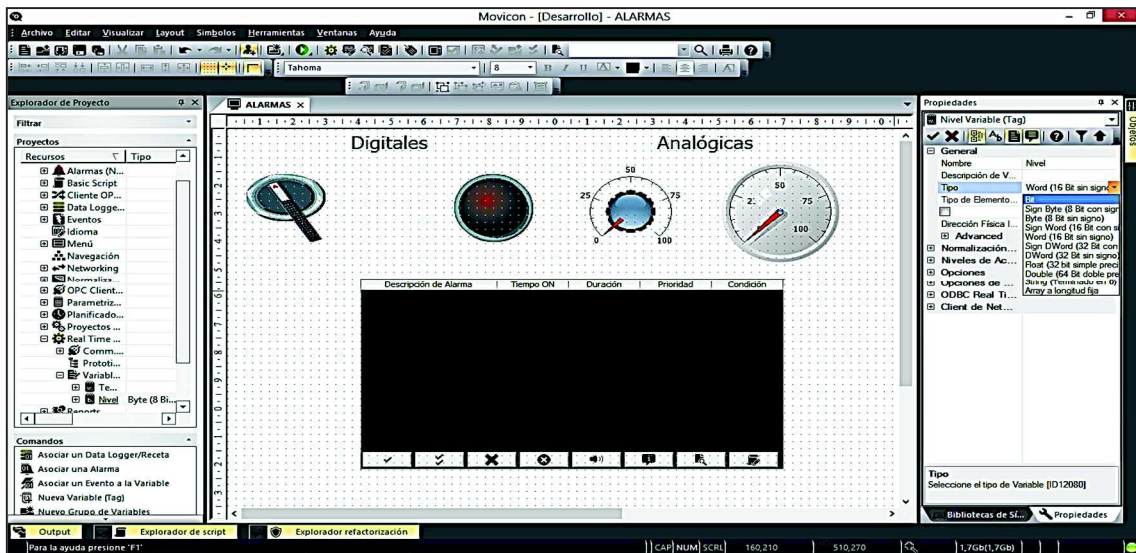 Movicon - [Desarrollo] - ALARMAS
Archivo Editar Visualizar Layout Símbolos Herramientas Ventanas Ayuda
Tahoma 8
Explorador de Proyecto
ALARMAS
Propiedades
Filtrar
Proyectos
Recursos Tipo
Alarmas (N...
Basic Script
Cliente OP...
Data Logge...
Eventos
Idioma
Menú
Navegación
Networking
Normaliza...
OPC Client...
Parametriz...
Planificado...
Proyectos ...
Real Time ...
Comm....
Prototi...
Variabl...
Te...
Nivel Byte (8 Bi...
Reports
Comandos
Asociar un Data Logger/Receta
Asociar una Alarma
Asociar un Evento a la Variable
Nueva Variable (Tag)
Nuevo Grupo de Variables
Digitales Analógicas
0 25 50 75 100
50 75 100
Descripción de Alarma Tiempo ON Duración Prioridad Condición
Nivel Variable (Tag)
Objetos
General
Nombre Nivel
Descripción de V...
Tipo Word (16 Bit sin signo
Tipo de Elemento...
Dirección Física I...
Advanced
Normalización...
Niveles de Ac...
Opciones
Opciones de ...
ODBC Real Ti...
Client de Net...
Bit
Sign Byte (8 Bit con sign
Byte (8 Bit sin signo)
Sign Word (16 Bit con si
Word (16 Bit sin signo)
Sign DWord (32 Bit con
DWord (32 Bit sin signo)
Float (32 bit simple preci
Double (64 Bit doble pre
String (Terminado en 0)
Array a longitud fija
Tipo
Seleccione el tipo de Variable [ID12080]
Bibliotecas de Sí... Propiedades
Output Explorador de script Explorador refactorización
Para la ayuda presione 'F1'
CAP NUM SCRL 160,210 510,270 1,7Gb(1,7Gb)